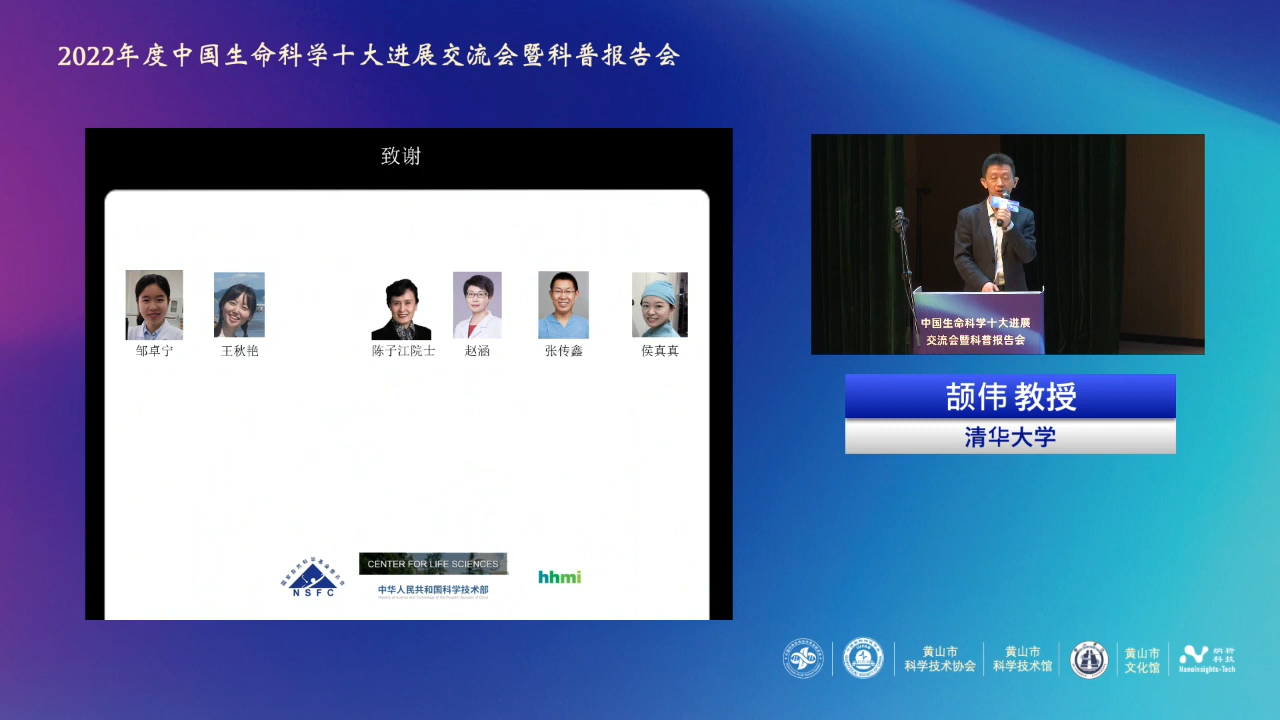 2022年度中国生命科学十大进展交流会暨科普报告会
致谢
邹卓宁
王秋艳
陈子江院士
赵涵
张传鑫
侯真真
NSFC
CENTER FOR LIFE SCIENCES
中华人民共和国科学技术部
hhmi
中国生命科学十大进展
交流会暨科普报告会
颉伟 教授
清华大学
黄山市
科学技术协会
黄山市
科学技术馆
黄山市
文化馆
纳析
科技
Nanoinsights-Tech